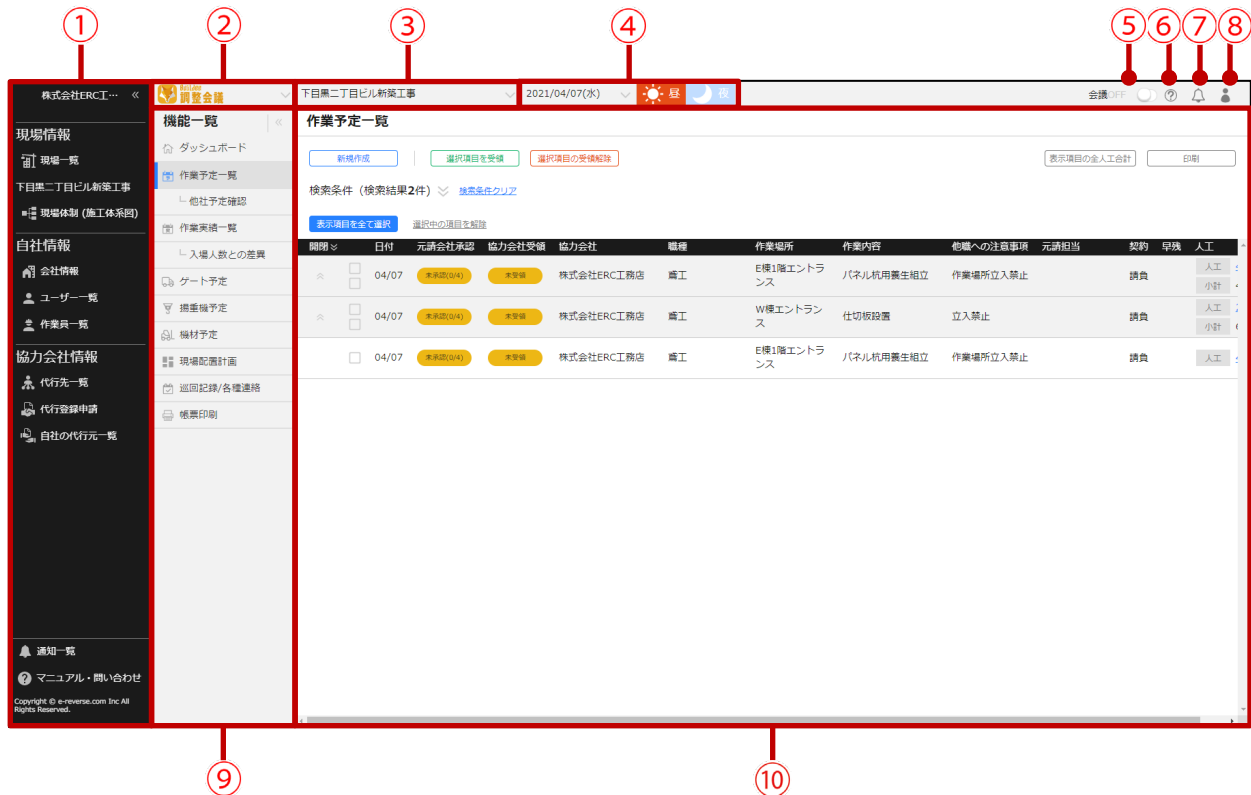 ① ② ③ ④ ⑤ ⑥ ⑦ ⑧
株式会社ERC工… «
現場情報
現場一覧
下目黒二丁目ビル新築工事
現場体制 (施工体系図)
自社情報
会社情報
ユーザー一覧
作業員一覧
協力会社情報
代行先一覧
代行登録申請
自社の代行元一覧
通知一覧
マニュアル・問い合わせ
Copyright © e-reverse.com Inc All
Rights Reserved.
調整会議
下目黒二丁目ビル新築工事
2021/04/07(水)
昼
夜
会議OFF
機能一覧 «
ダッシュボード
作業予定一覧
└ 他社予定確認
作業実績一覧
└ 入場人数との差異
ゲート予定
揚重機予定
機材予定
現場配置計画
巡回記録/各種連絡
帳票印刷
作業予定一覧
新規作成 選択項目を受領 選択項目の受領解除 表示項目の全人工合計 印刷
検索条件（検索結果2件） 検索条件クリア
表示項目を全て選択 選択中の項目を解除
開閉 日付 元請会社承認 協力会社受領 協力会社 職種 作業場所 作業内容 他職への注意事項 元請担当 契約 早残 人工
04/07 未承認(0/4) 未受領 株式会社ERC工務店 鳶工 E棟1階エントラ パネル杭用養生組立 作業場所立入禁止 請負 人工
ンス 小計
04/07 未承認(0/4) 未受領 株式会社ERC工務店 鳶工 W棟エントラン 仕切板設置 立入禁止 請負 人工
ス 小計
04/07 未承認(0/4) 未受領 株式会社ERC工務店 鳶工 E棟1階エントラ パネル杭用養生組立 作業場所立入禁止 請負 人工
ンス
⑨ ⑩